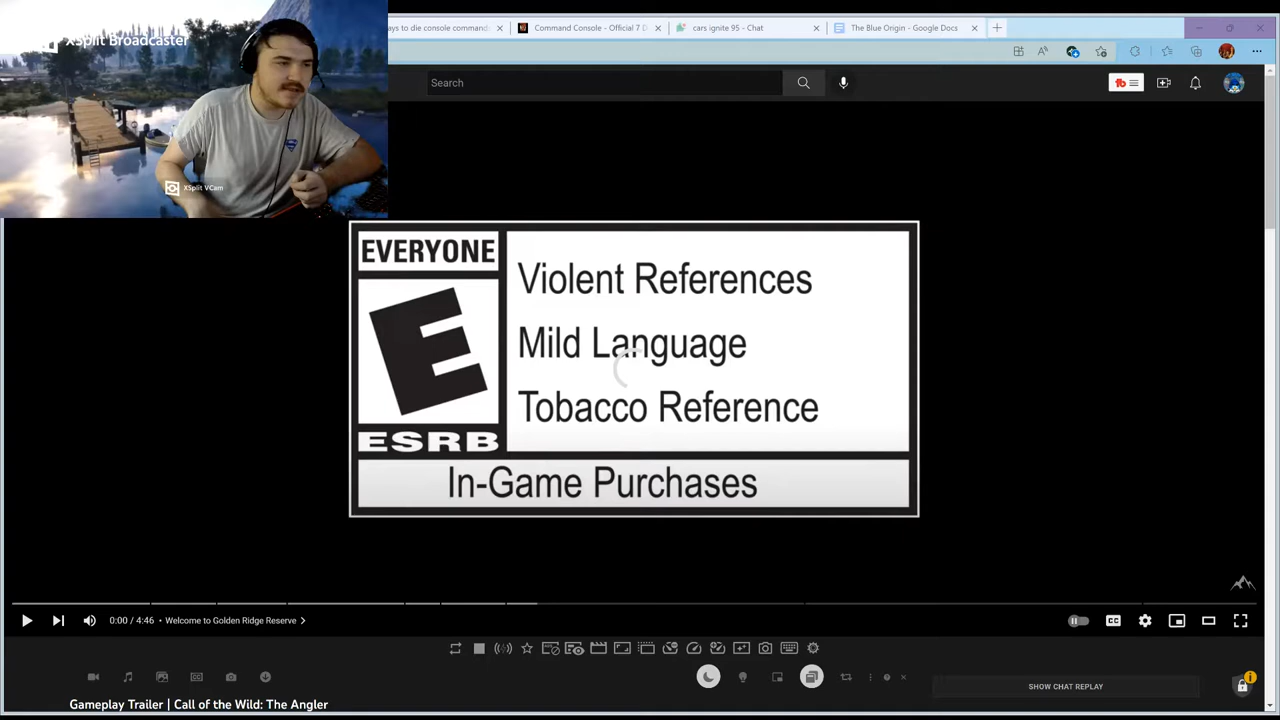 XSplit Broadcaster
XSplit VCam
ays to die console command
Command Console - Official 7 D
cars ignite 95 - Chat
The Blue Origin - Google Docs
Search
EVERYONE
E
ESRB
Violent References
Mild Language
Tobacco Reference
In-Game Purchases
0:00 / 4:46 • Welcome to Golden Ridge Reserve
CC
SHOW CHAT REPLAY
Gameplay Trailer | Call of the Wild: The Angler